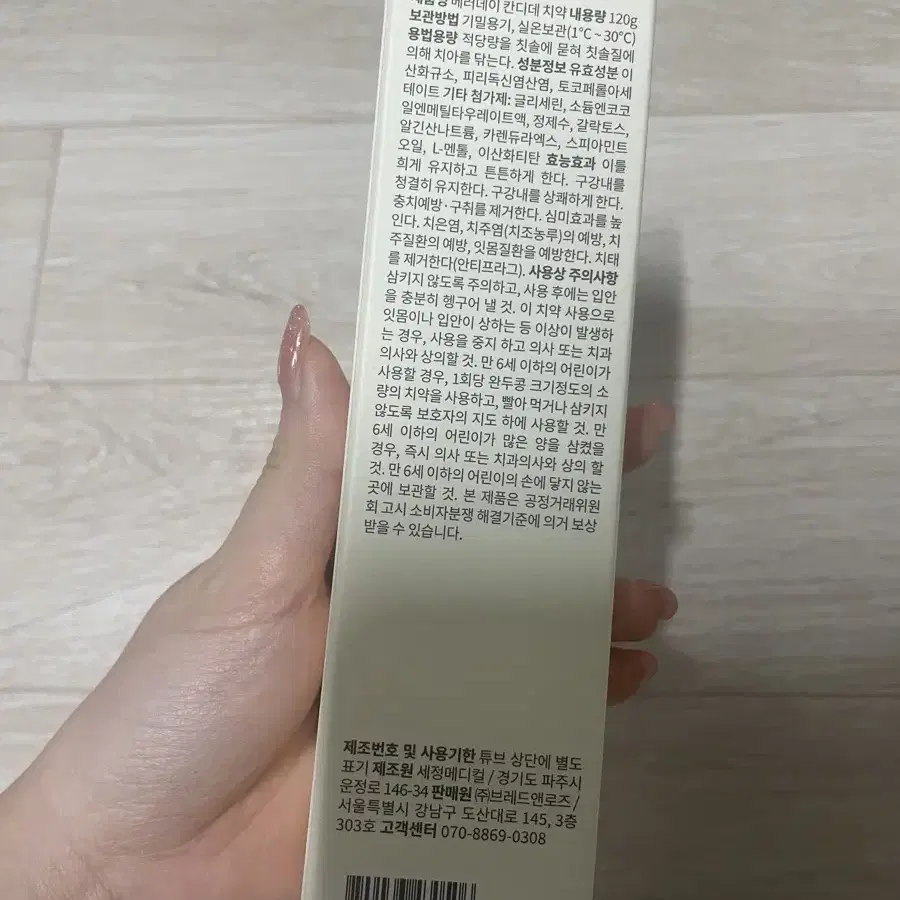 베러데이 칸디데 치약 내용량 120g
보관방법 기밀용기, 실온보관(1℃ ~ 30℃)
용법용량 적당량을 칫솔에 묻혀 칫솔질에
의해 치아를 닦는다. 성분정보 유효성분 이
산화규소, 피리독신염산염, 토코페롤아세
테이트 기타 첨가제: 글리세린, 소듐엔코코
일엔메틸타우레이트액, 정제수, 갈락토스,
알긴산나트륨, 카렌듀라엑스, 스피아민트
오일, L-멘톨, 이산화티탄 효능효과 이를
희게 유지하고 튼튼하게 한다. 구강내를
청결히 유지한다. 구강내를 상쾌하게 한다.
충치예방·구취를 제거한다. 심미효과를 높
인다. 치은염, 치주염(치조농루)의 예방, 치
주질환의 예방, 잇몸질환을 예방한다. 치태
를 제거한다(안티프라그). 사용상 주의사항
삼키지 않도록 주의하고, 사용 후에는 입안
을 충분히 헹구어 낼 것. 이 치약 사용으로
잇몸이나 입안이 상하는 등 이상이 발생하
는 경우, 사용을 중지 하고 의사 또는 치과
의사와 상의할 것. 만 6세 이하의 어린이가
사용할 경우, 1회당 완두콩 크기정도의 소
량의 치약을 사용하고, 빨아 먹거나 삼키지
않도록 보호자의 지도 하에 사용할 것. 만
6세 이하의 어린이가 많은 양을 삼켰을
경우, 즉시 의사 또는 치과의사와 상의 할
것. 만 6세 이하의 어린이의 손에 닿지 않는
곳에 보관할 것. 본 제품은 공정거래위원
회 고시 소비자분쟁 해결기준에 의거 보상
받을 수 있습니다.
제조번호 및 사용기한 튜브 상단에 별도
표기 제조원 세정메디컬 / 경기도 파주시
운정로 146-34 판매원 ㈜브레드앤로즈 /
서울특별시 강남구 도산대로 145, 3층
303호 고객센터 070-8869-0308